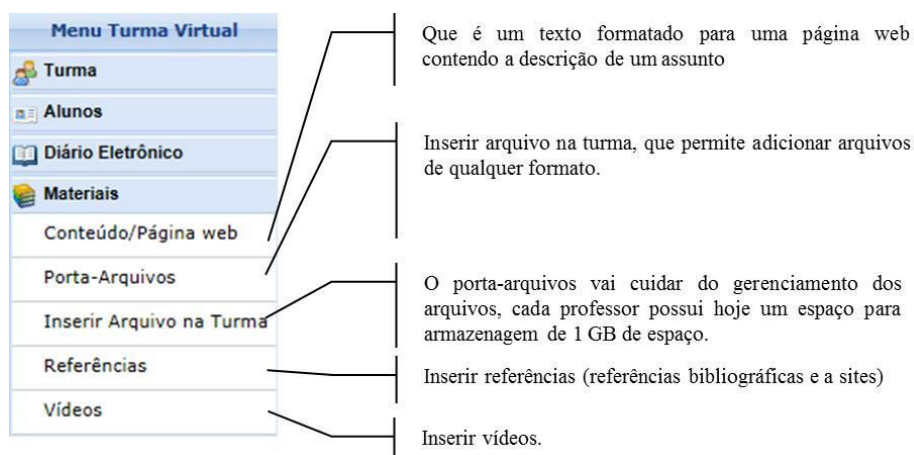 Menu Turma Virtual
Turma
Alunos
Diário Eletrônico
Materiais
Conteúdo/Página web
Porta-Arquivos
Inserir Arquivo na Turma
Referências
Vídeos
Que é um texto formatado para uma página web
contendo a descrição de um assunto
Inserir arquivo na turma, que permite adicionar arquivos
de qualquer formato.
O porta-arquivos vai cuidar do gerenciamento dos
arquivos, cada professor possui hoje um espaço para
armazenagem de 1 GB de espaço.
Inserir referências (referências bibliográficas e a sites)
Inserir vídeos.